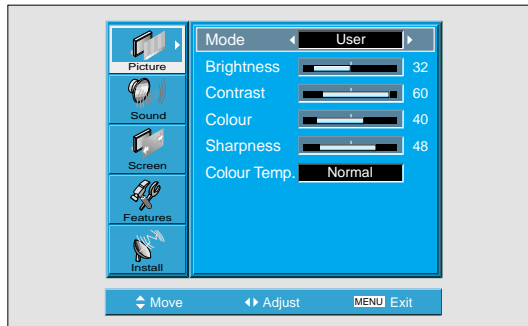 Picture
Sound
Screen
Features
Install
Mode User
Brightness 32
Contrast 60
Colour 40
Sharpness 48
Colour Temp. Normal
Move Adjust MENU Exit